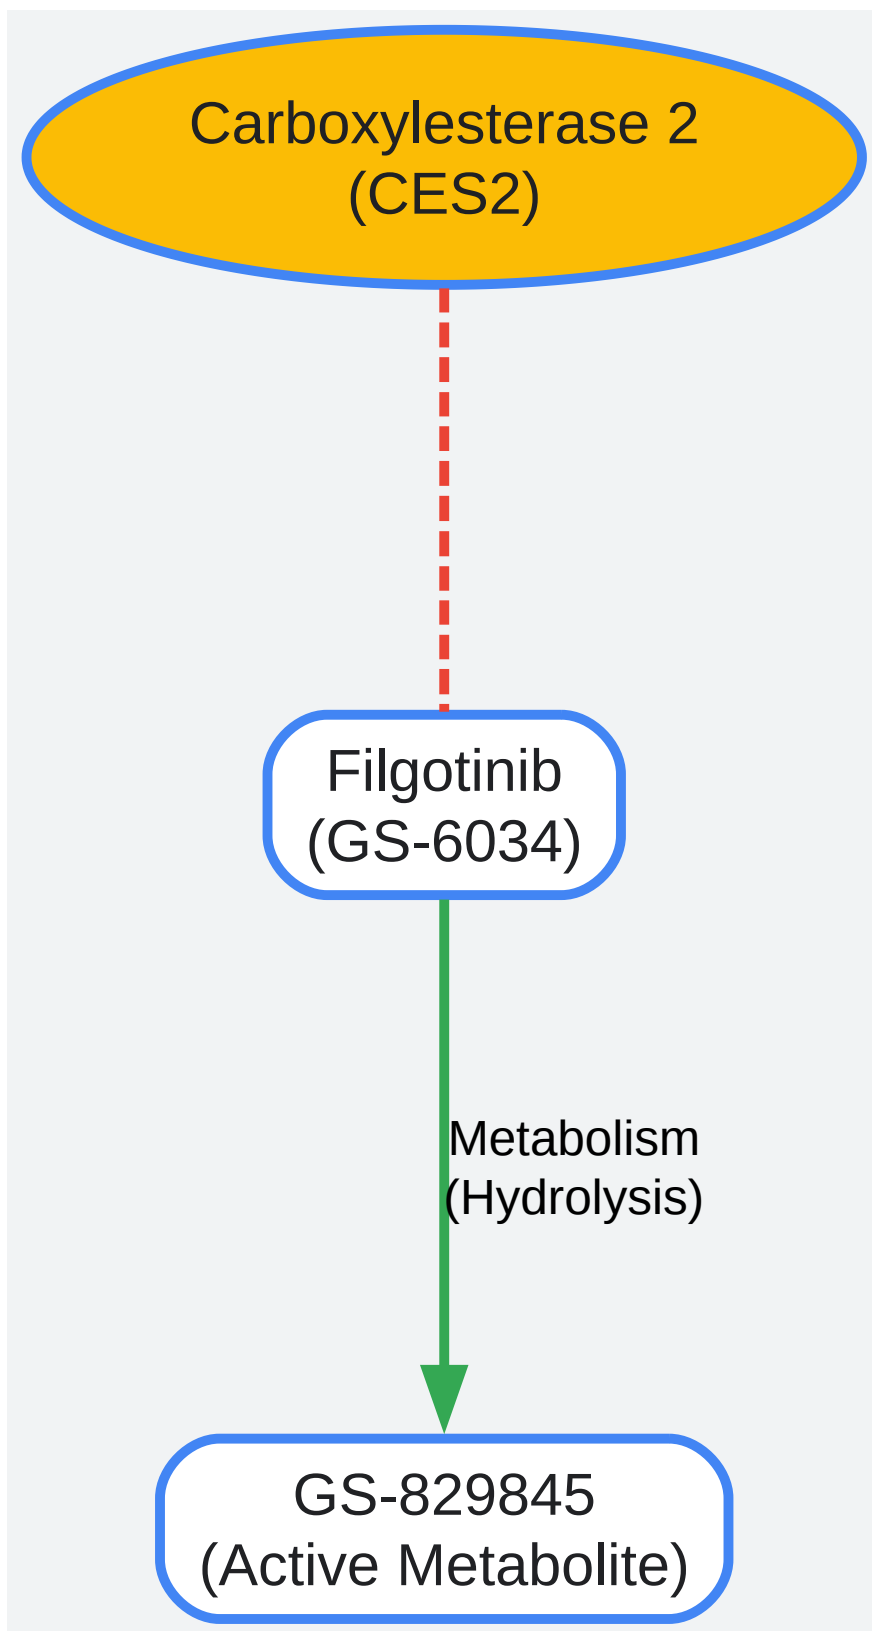 Carboxylesterase 2
(CES2)
Filgotinib
(GS-6034)
Metabolism
(Hydrolysis)
GS-829845
(Active Metabolite)